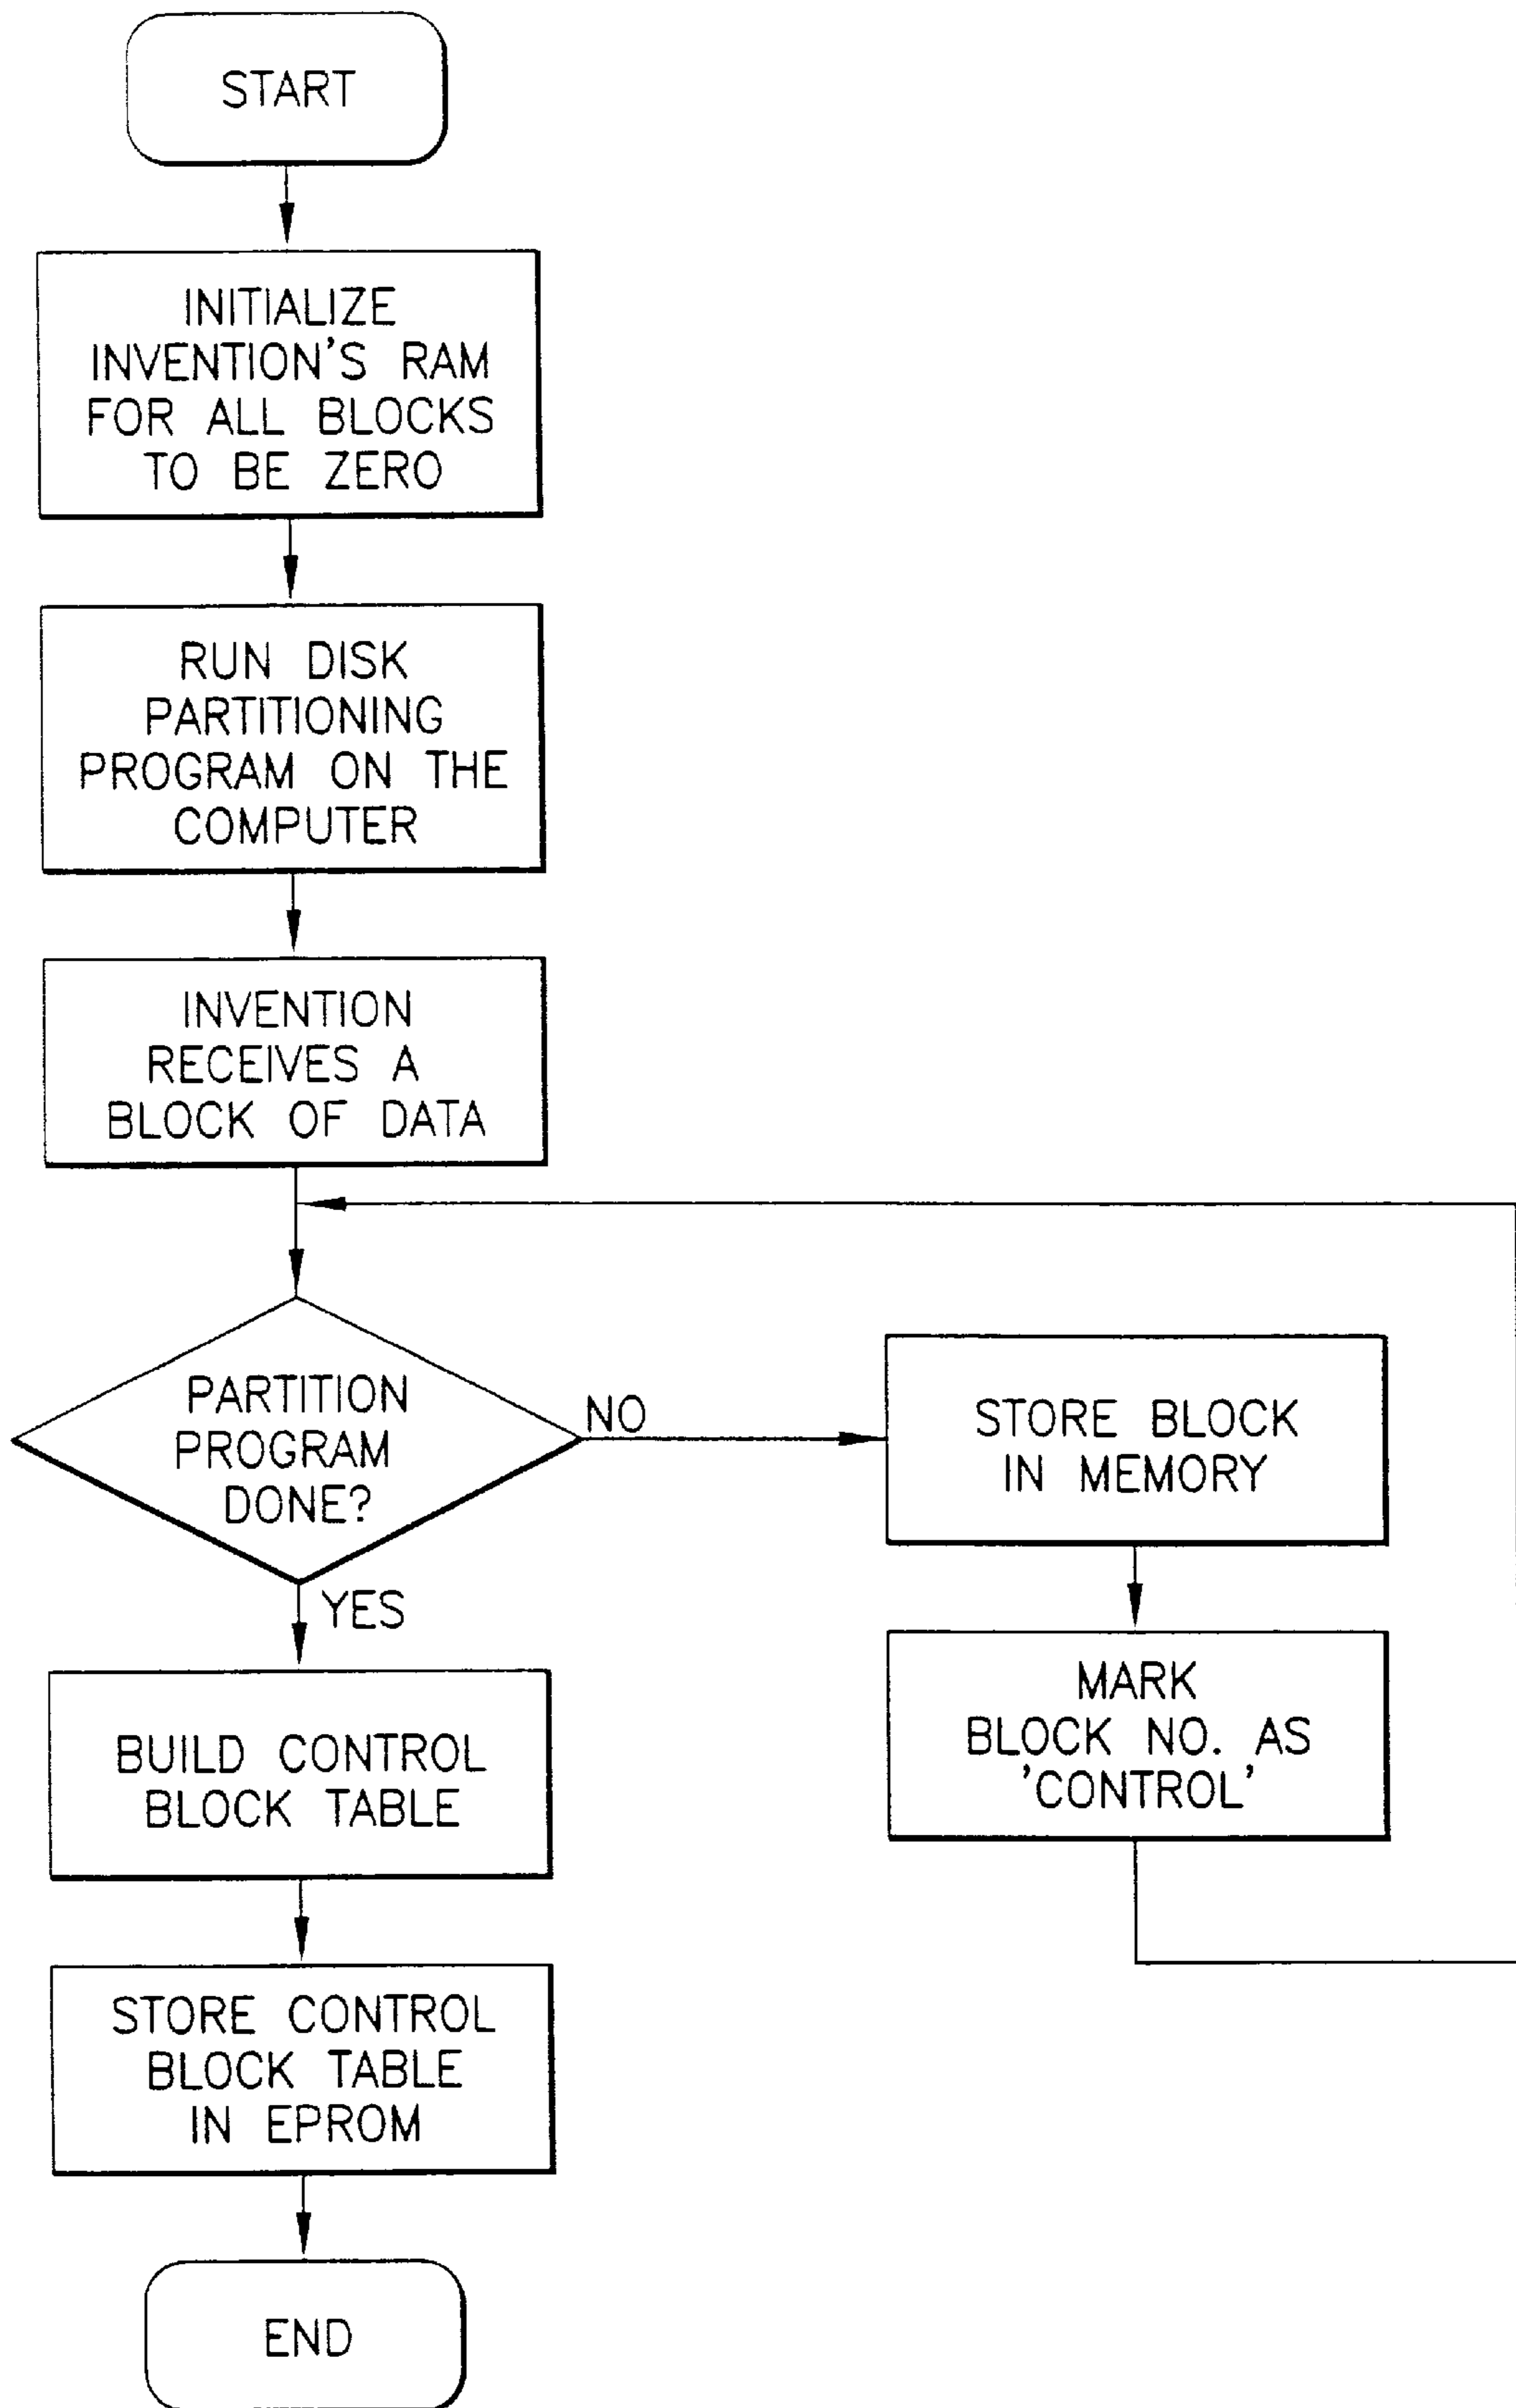 START
INITIALIZE
INVENTION'S RAM
FOR ALL BLOCKS
TO BE ZERO
RUN DISK
PARTITIONING
PROGRAM ON THE
COMPUTER
INVENTION
RECEIVES A
BLOCK OF DATA
PARTITION
PROGRAM
DONE?
NO
STORE BLOCK
IN MEMORY
MARK
BLOCK NO. AS
'CONTROL'
YES
BUILD CONTROL
BLOCK TABLE
STORE CONTROL
BLOCK TABLE
IN EPROM
END